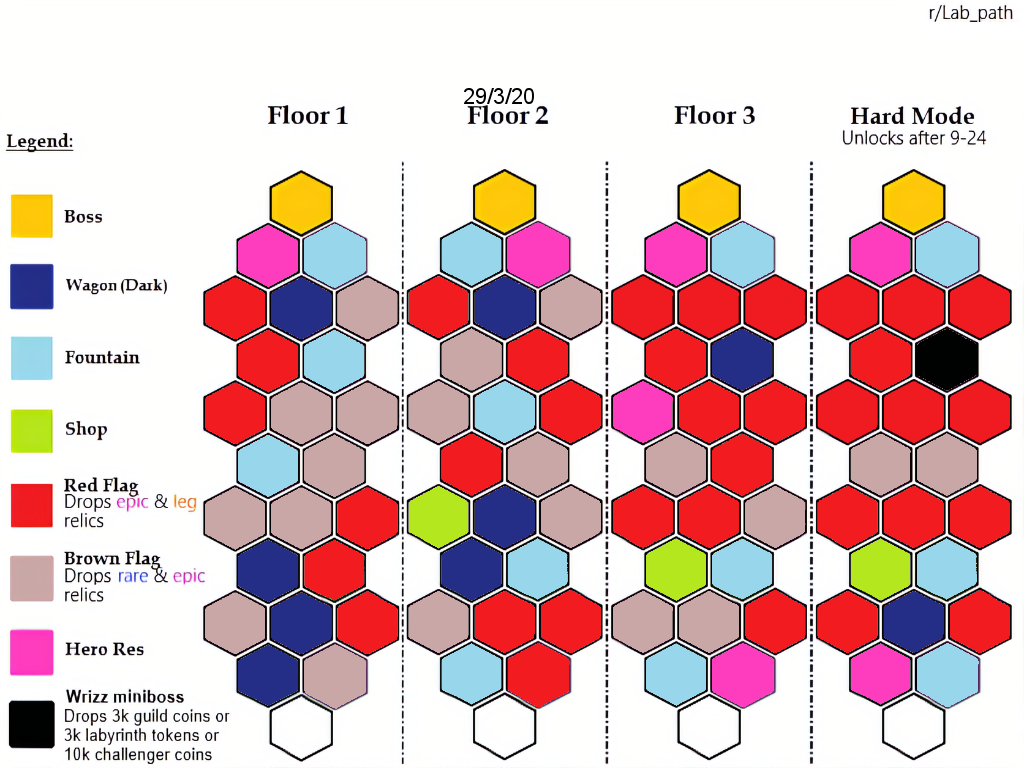 r/Lab_path
29/3/20
Floor 1
Floor 2
Floor 3
Hard Mode
Unlocks after 9-24
Legend:
Boss
Wagon (Dark)
Fountain
Shop
Red Flag
Drops epic & leg
relics
Brown Flag
Drops rare & epic
relics
Hero Res
Wrizz miniboss
Drops 3k guild coins or
3k labyrinth tokens or
10k challenger coins